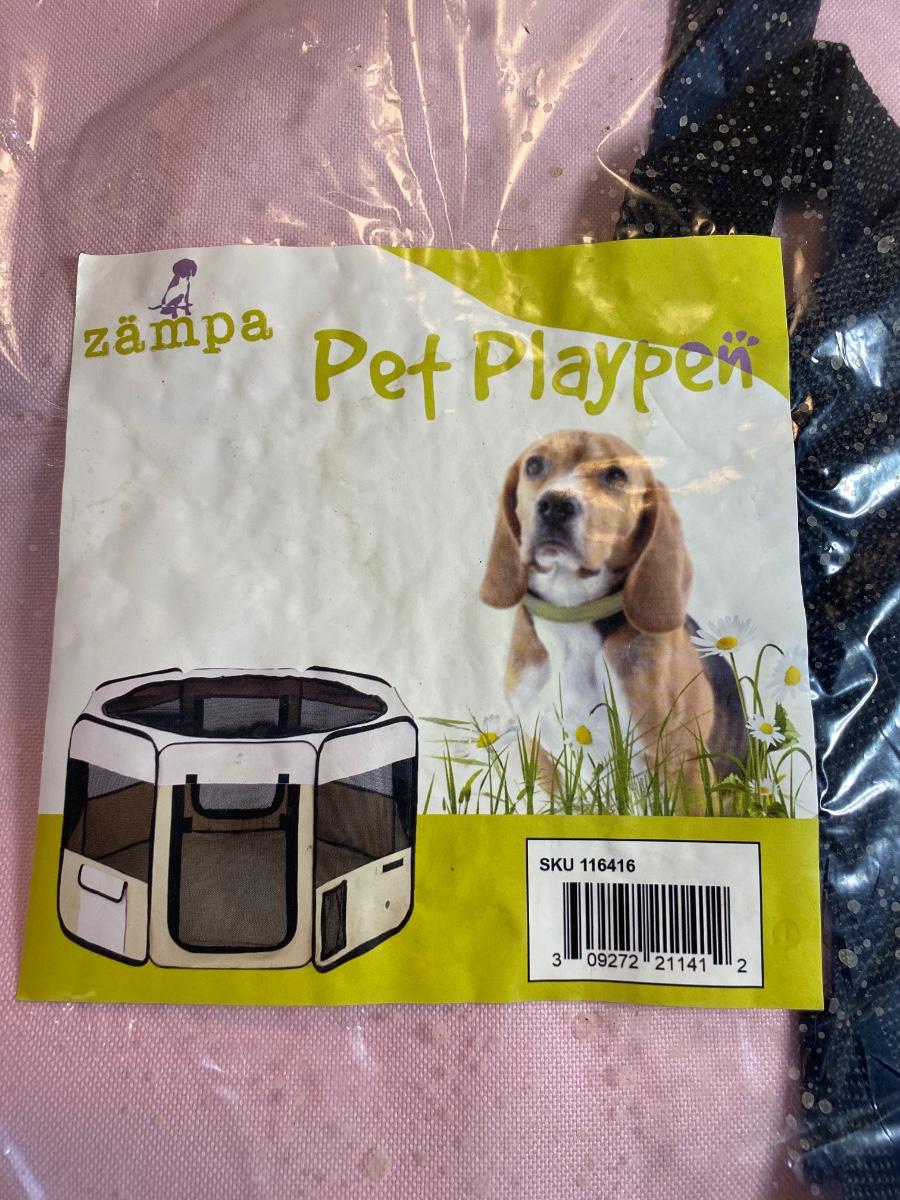 zämpa
Pet Playpen
SKU 116416
3 09272 21141 2